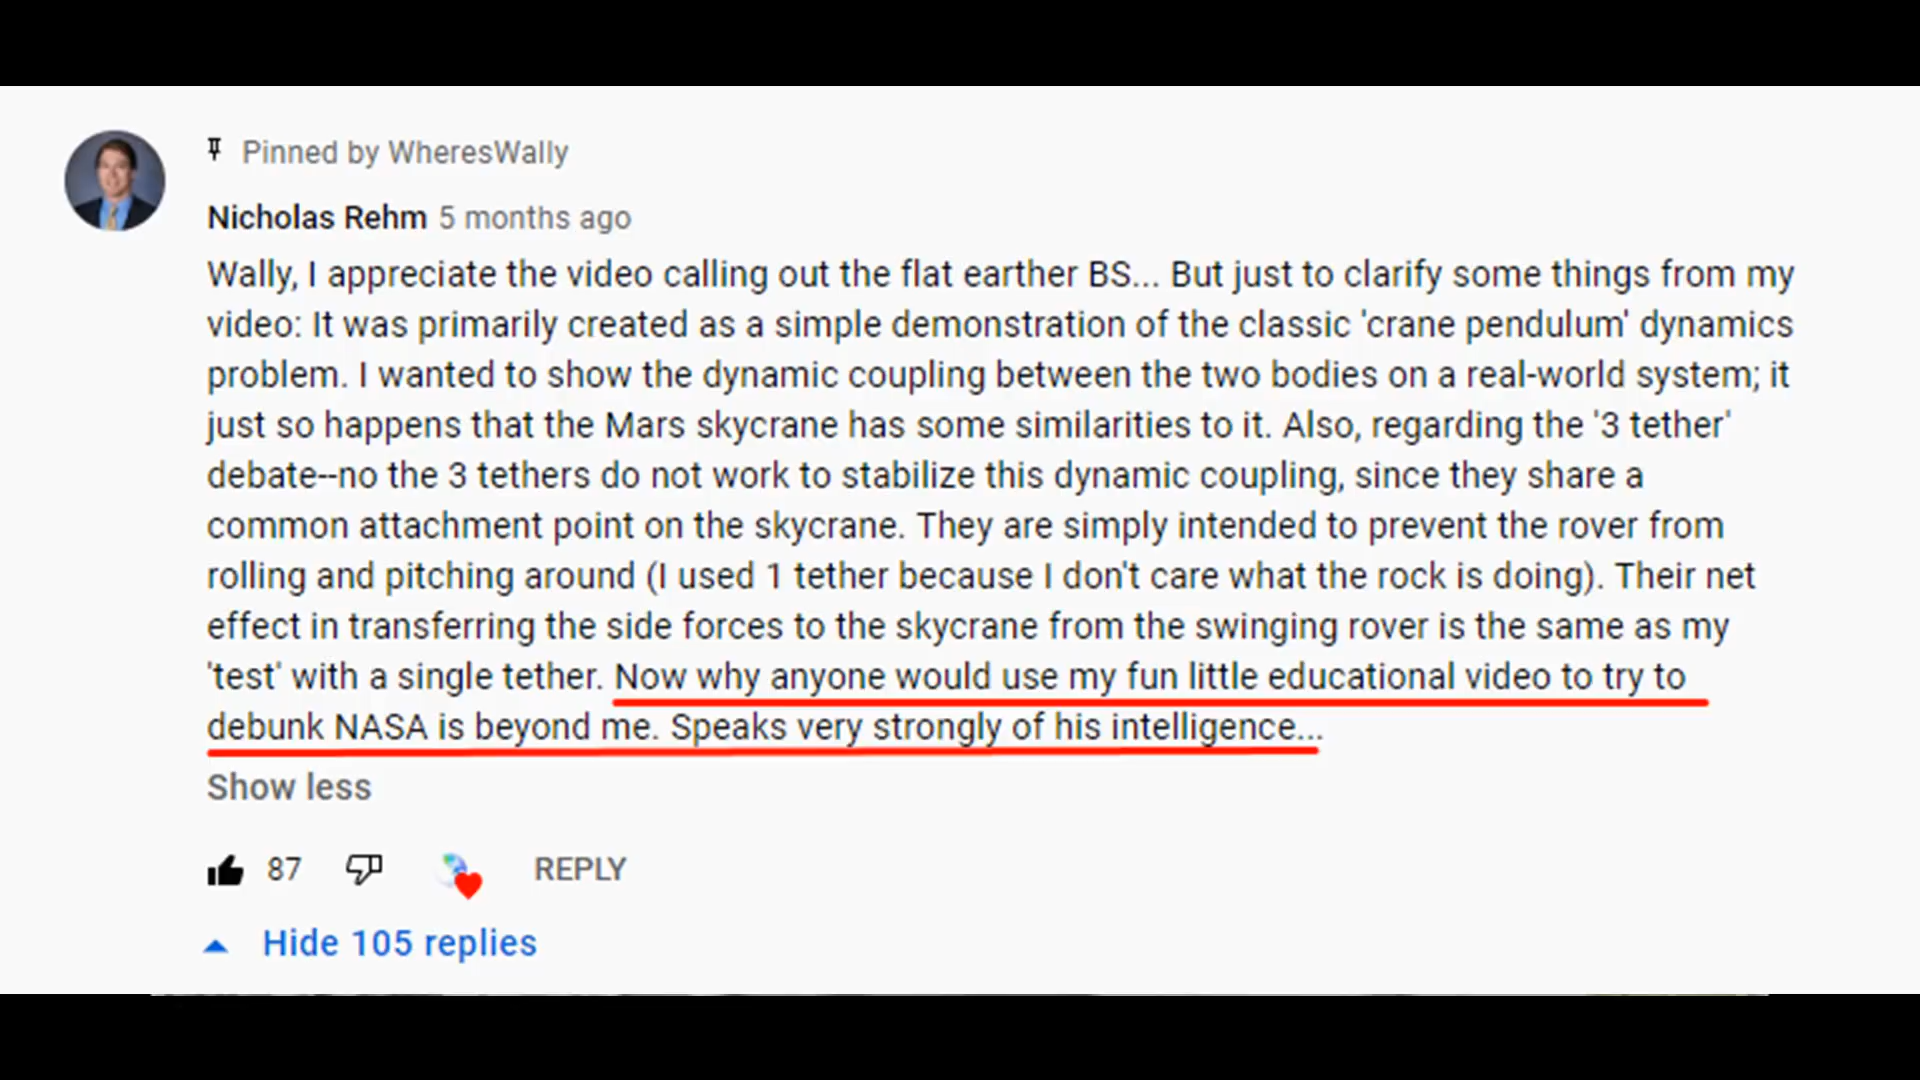 Pinned by WheresWally
Nicholas Rehm 5 months ago
Wally, I appreciate the video calling out the flat earther BS... But just to clarify some things from my
video: It was primarily created as a simple demonstration of the classic 'crane pendulum' dynamics
problem. I wanted to show the dynamic coupling between the two bodies on a real-world system; it
just so happens that the Mars skycrane has some similarities to it. Also, regarding the '3 tether'
debate--no the 3 tethers do not work to stabilize this dynamic coupling, since they share a
common attachment point on the skycrane. They are simply intended to prevent the rover from
rolling and pitching around (I used 1 tether because I don't care what the rock is doing). Their net
effect in transferring the side forces to the skycrane from the swinging rover is the same as my
'test' with a single tether. Now why anyone would use my fun little educational video to try to
debunk NASA is beyond me. Speaks very strongly of his intelligence...
Show less
87 REPLY
Hide 105 replies